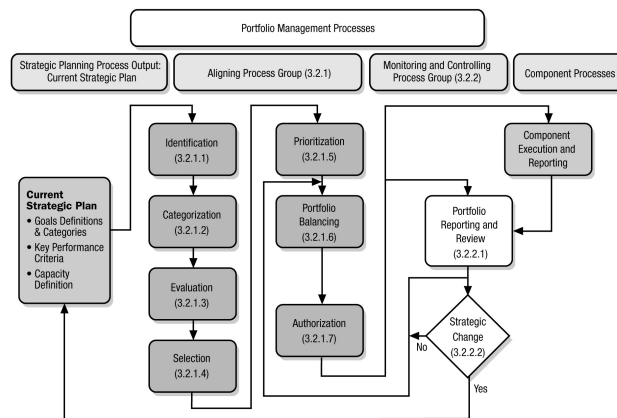 Portfolio Management Processes
Strategic Planning Process Output:
Current Strategic Plan
Aligning Process Group (3.2.1)
Monitoring and Controlling
Process Group (3.2.2)
Component Processes
Identification
(3.2.1.1)
Prioritization
(3.2.1.5)
Component
Execution and
Reporting
Current
Strategic Plan
• Goals Definitions
& Categories
• Key Performance
Criteria
• Capacity
Definition
Categorization
(3.2.1.2)
Portfolio
Balancing
(3.2.1.6)
Portfolio
Reporting and
Review
(3.2.2.1)
Evaluation
(3.2.1.3)
Authorization
(3.2.1.7)
Strategic
Change
(3.2.2.2)
No
Selection
(3.2.1.4)
Yes